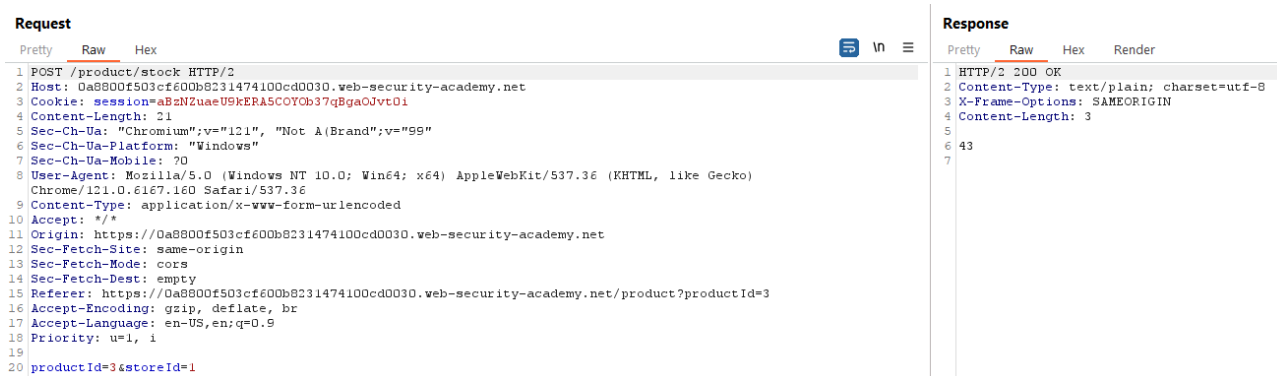 Request
Pretty Raw Hex
\n
1 POST /product/stock HTTP/2
2 Host: 0a8800f503cf600b8231474100cd0030.web-security-academy.net
3 Cookie: session=aBzNZuaeU9kERA5COYOb37qBgaOJvt0i
4 Content-Length: 21
5 Sec-Ch-Ua: "Chromium";v="121", "Not A(Brand";v="99"
6 Sec-Ch-Ua-Platform: "Windows"
7 Sec-Ch-Ua-Mobile: ?0
8 User-Agent: Mozilla/5.0 (Windows NT 10.0; Win64; x64) AppleWebKit/537.36 (KHTML, like Gecko)
Chrome/121.0.6167.160 Safari/537.36
9 Content-Type: application/x-www-form-urlencoded
10 Accept: */*
11 Origin: https://0a8800f503cf600b8231474100cd0030.web-security-academy.net
12 Sec-Fetch-Site: same-origin
13 Sec-Fetch-Mode: cors
14 Sec-Fetch-Dest: empty
15 Referer: https://0a8800f503cf600b8231474100cd0030.web-security-academy.net/product?productId=3
16 Accept-Encoding: gzip, deflate, br
17 Accept-Language: en-US,en;q=0.9
18 Priority: u=1, i
19
20 productId=3&storeId=1
Response
Pretty Raw Hex Render
1 HTTP/2 200 OK
2 Content-Type: text/plain; charset=utf-8
3 X-Frame-Options: SAMEORIGIN
4 Content-Length: 3
5
6 43
7